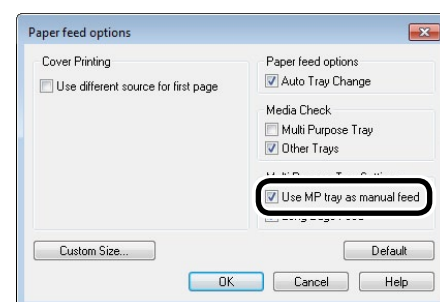 Paper feed options
Cover Printing
Use different source for first page
Paper feed options
Auto Tray Change
Media Check
Multi Purpose Tray
Other Trays
Use MP tray as manual feed
Custom Size...
Default
OK
Cancel
Help